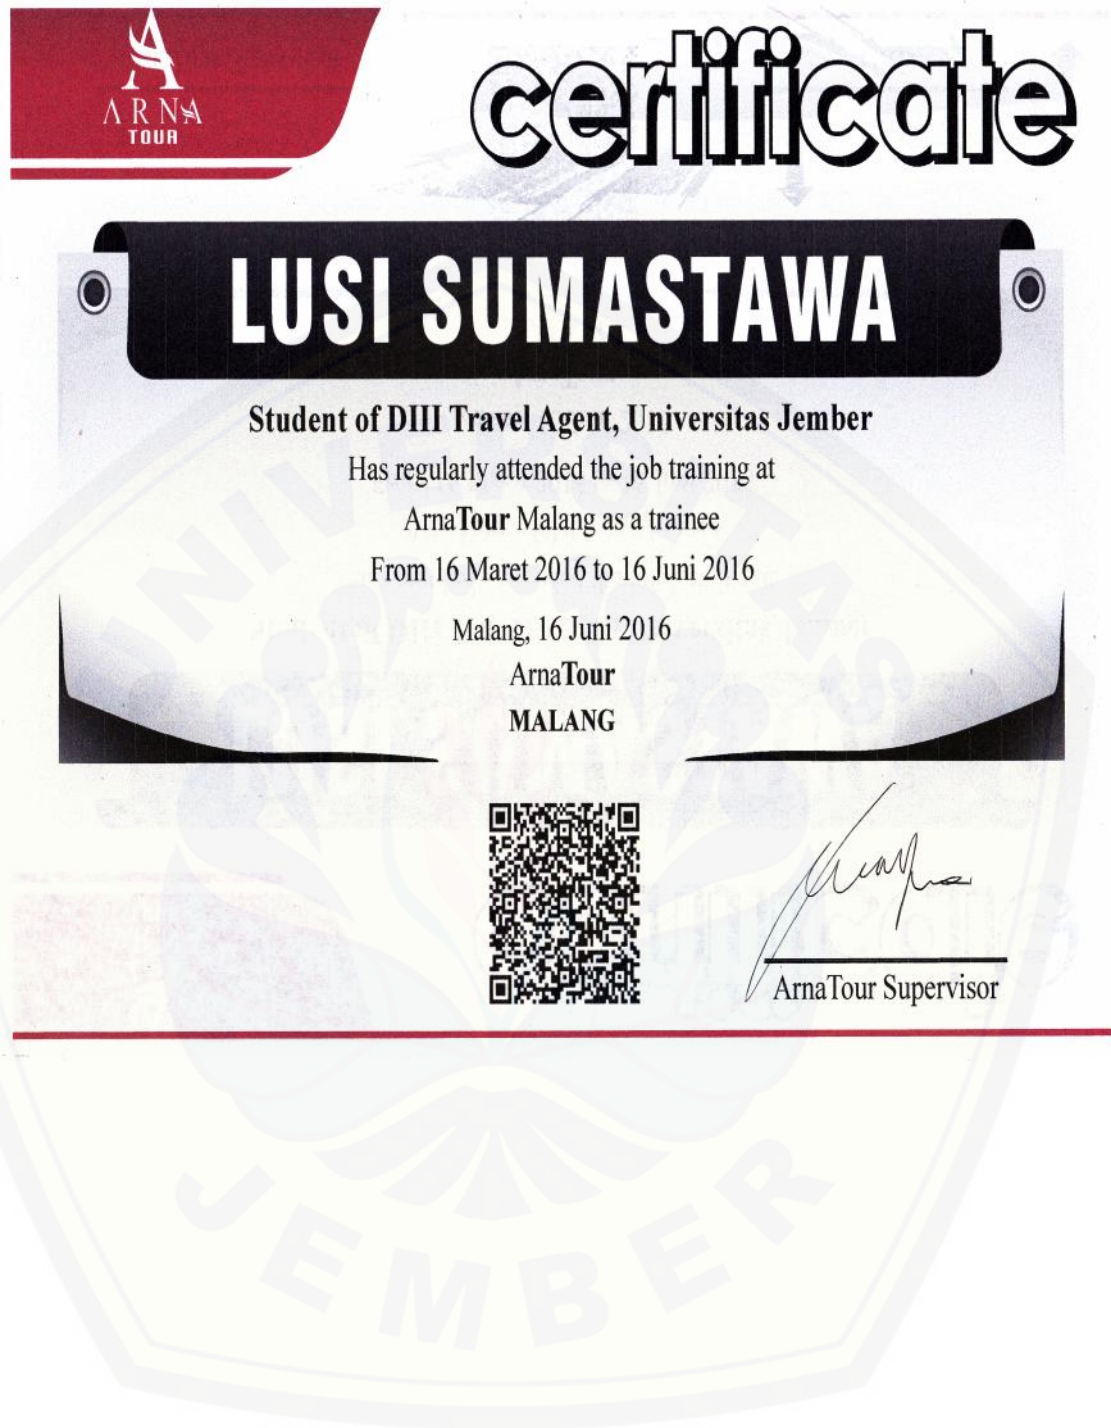 ARNA
TOUR
certificate
LUSI SUMASTAWA
Student of DIII Travel Agent, Universitas Jember
Has regularly attended the job training at
ArnaTour Malang as a trainee
From 16 Maret 2016 to 16 Juni 2016
Malang, 16 Juni 2016
ArnaTour
MALANG
ArnaTour Supervisor
UNIVERSITAS
JEMBER